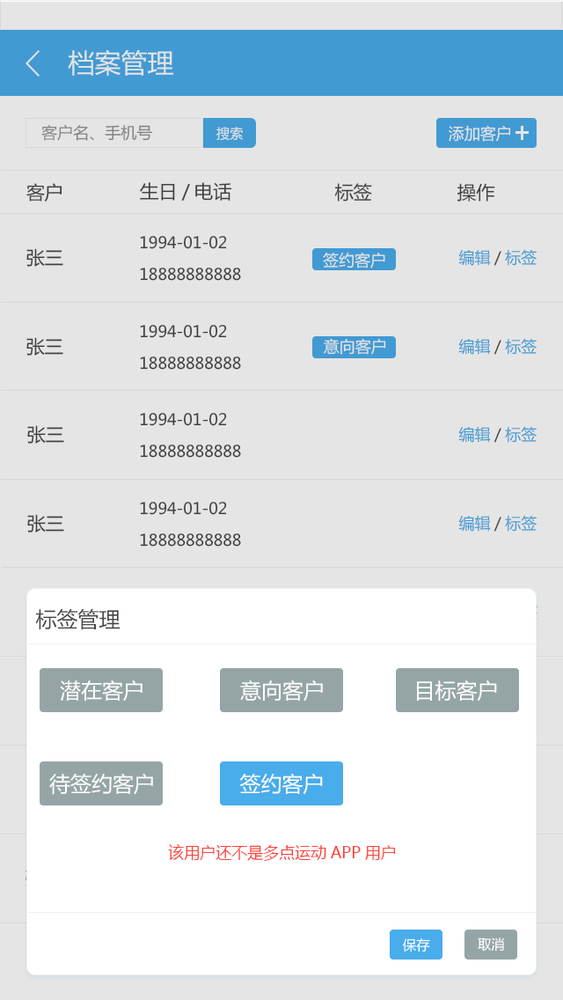 档案管理
客户名、手机号 搜索 添加客户
客户 生日 / 电话 标签 操作
张三 1994-01-02 签约客户 编辑 / 标签
18888888888
张三 1994-01-02 意向客户 编辑 / 标签
18888888888
张三 1994-01-02 编辑 / 标签
18888888888
张三 1994-01-02 编辑 / 标签
18888888888
标签管理
潜在客户 意向客户 目标客户
待签约客户 签约客户
该用户还不是多点运动 APP 用户
保存 取消